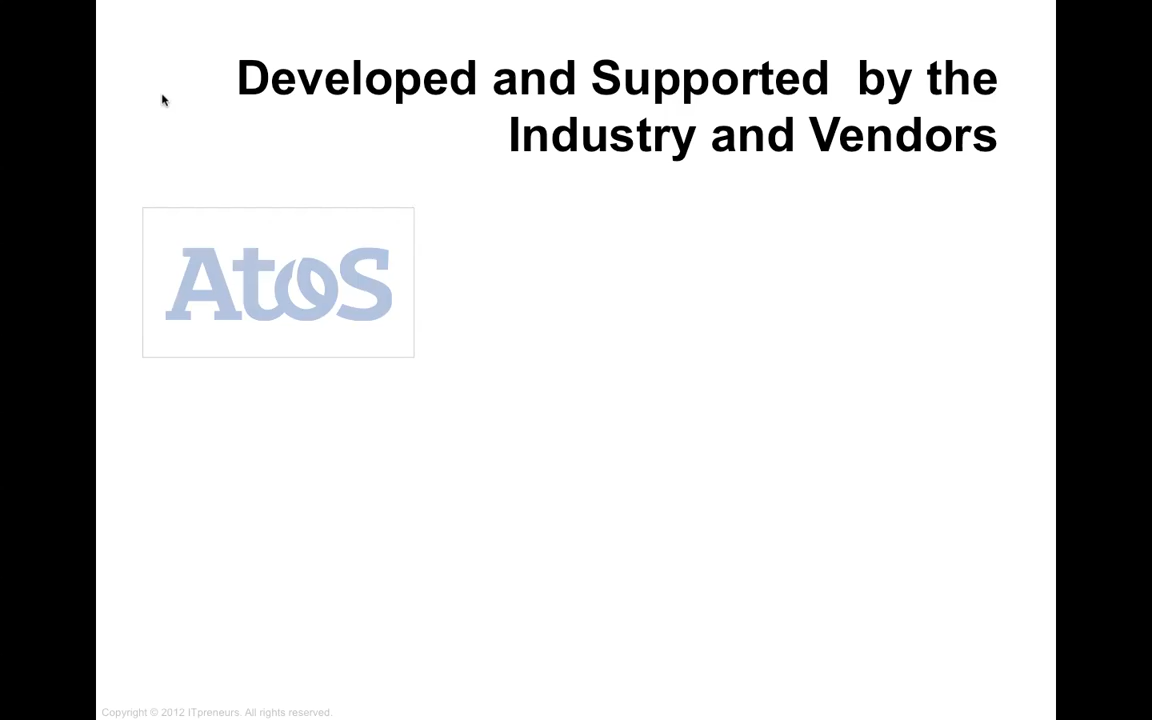 Developed and Supported  by the
Industry and Vendors
Atos
Copyright © 2012 ITpreneurs. All rights reserved.